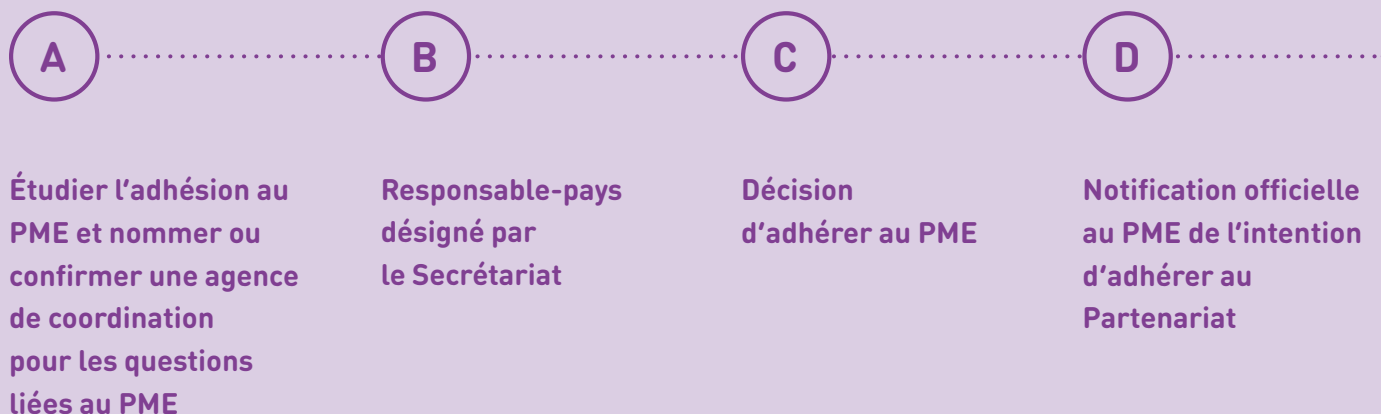 A
B
C
D
Étudier l’adhésion au
PME et nommer ou
confirmer une agence
de coordination
pour les questions
liées au PME
Responsable-pays
désigné par
le Secrétariat
Décision
d’adhérer au PME
Notification officielle
au PME de l’intention
d’adhérer au
Partenariat